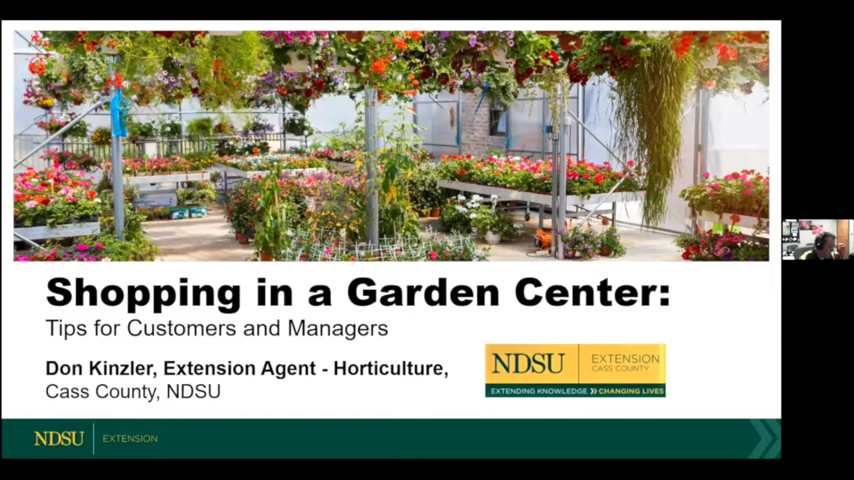 Shopping in a Garden Center:
Tips for Customers and Managers
Don Kinzler, Extension Agent - Horticulture,
Cass County, NDSU
NDSU
EXTENSION
CASS COUNTY
EXTENDING KNOWLEDGE CHANGING LIVES
NDSU EXTENSION